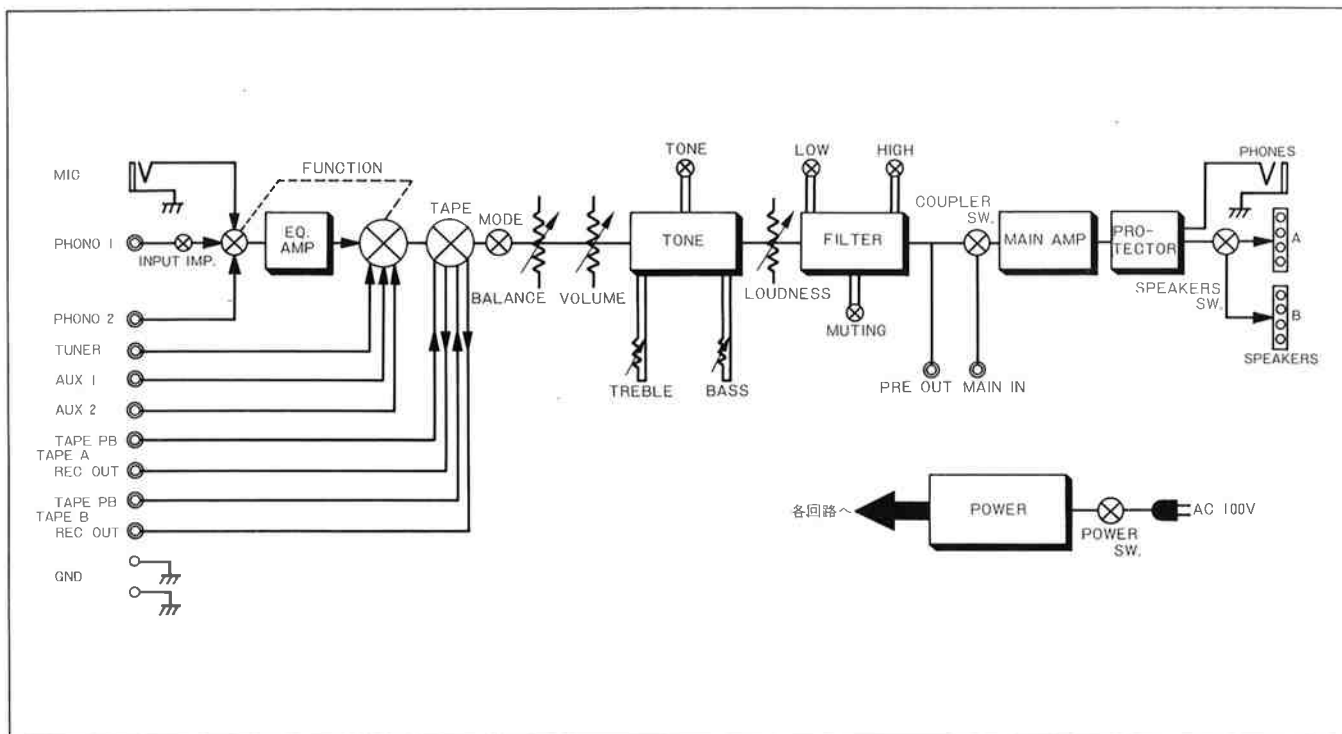 MIC
FUNCTION
TAPE
MODE
TONE
LOW
HIGH
COUPLER
SW.
PHONES
PHONO 1
INPUT IMP.
EQ.
AMP
BALANCE
VOLUME
TONE
LOUDNESS
FILTER
MUTING
MAIN AMP
PRO-
TECTOR
SPEAKERS
SW.
A
B
SPEAKERS
PHONO 2
TUNER
AUX 1
AUX 2
TREBLE
BASS
PRE OUT
MAIN IN
TAPE PB
TAPE A
REC OUT
TAPE PB
TAPE B
REC OUT
GND
各回路へ
POWER
POWER
SW.
AC 100V